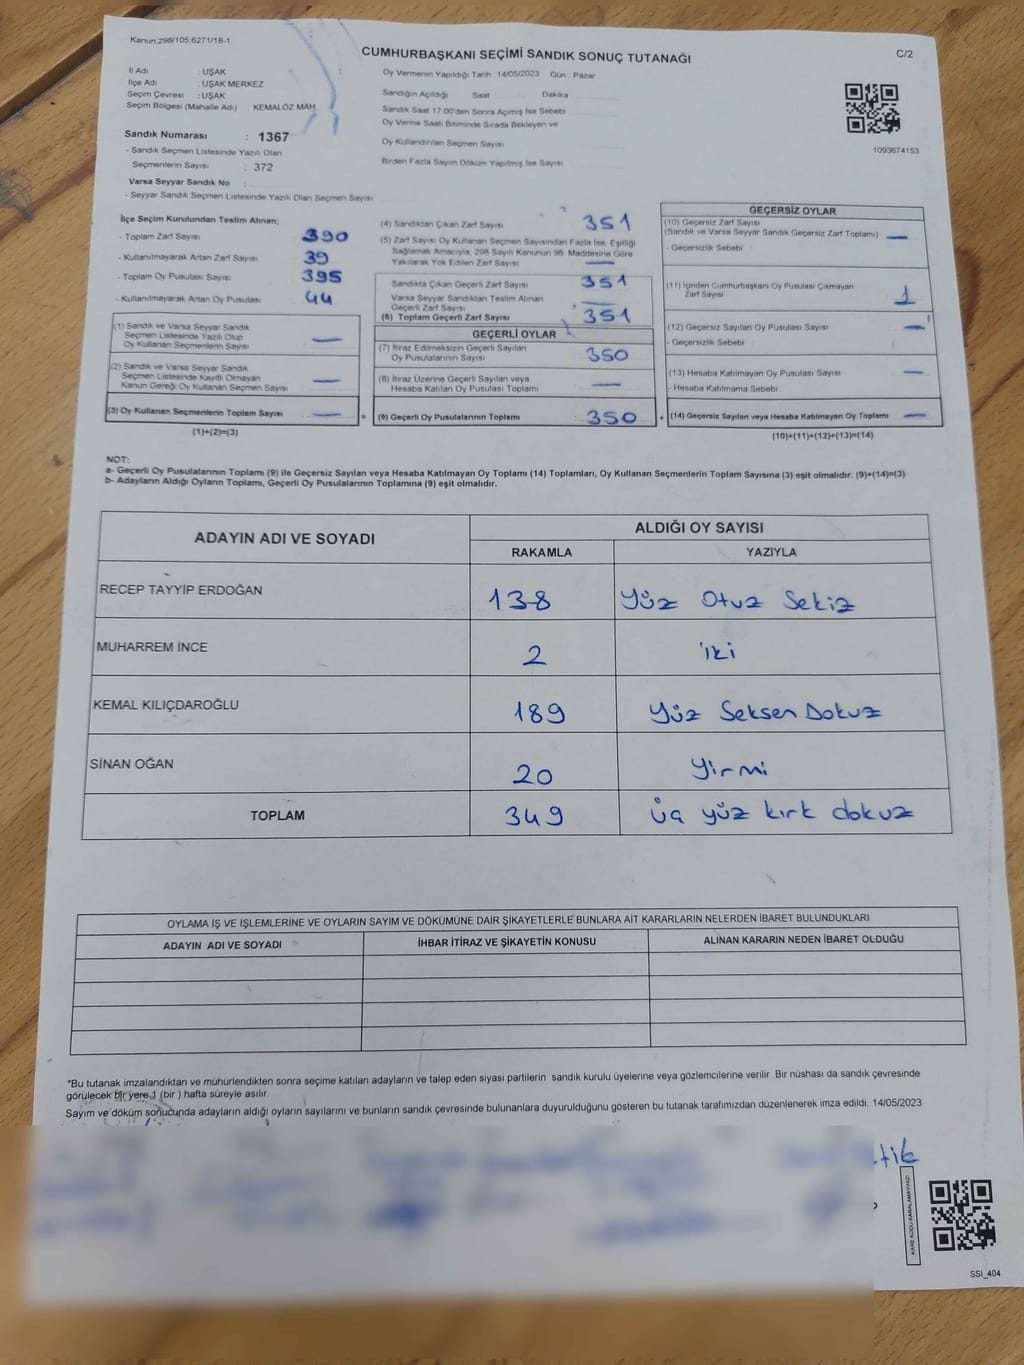 Kanun;298/105,6271/18-1
CUMHURBAŞKANI SEÇİMİ SANDIK SONUÇ TUTANAĞI
C/2
İl Adı : UŞAK
İlçe Adı : UŞAK MERKEZ
Seçim Çevresi : UŞAK
Seçim Bölgesi (Mahalle Adı) : KEMALÖZ MAH
Sandık Numarası : 1367
- Sandık Seçmen Listesinde Yazılı Olan
Seçmenlerin Sayısı : 372
Varsa Seyyar Sandık No :
- Seyyar Sandık Seçmen Listesinde Yazılı Olan Seçmen Sayısı
Oy Vermenin Yapıldığı Tarih :14/05/2023 Gün : Pazar
Sandığın Açıldığı Saat Dakika
Sandık Saat 17:00'den Sonra Açımış İse Sebebi
Oy Verme Saati Bitiminde Sırada Bekleyen ve
Oy Kullandırılan Seçmen Sayısı
Birden Fazla Sayım Döküm Yapılmış İse Sayısı
1093674153
İlçe Seçim Kurulundan Teslim Alınan;
- Toplam Zarf Sayısı 390
- Kullanılmayarak Artan Zarf Sayısı 39
- Toplam Oy Pusulası Sayısı 395
- Kullanılmayarak Artan Oy Pusulası 44
(1) Sandık ve Varsa Seyyar Sandık
Seçmen Listesinde Yazılı Olup
Oy Kullanan Seçmenlerin Sayısı —
(2) Sandık ve Varsa Seyyar Sandık
Seçmen Listesinde Kayıtlı Olmayan
Kanun Gereği Oy Kullanan Seçmen Sayısı —
(3) Oy Kullanan Seçmenlerin Toplam Sayısı — =
(1)+(2)=(3)
(4) Sandıktan Çıkan Zarf Sayısı 351
(5) Zarf Sayısı Oy Kullanan Seçmen Sayısından Fazla İse, Eşitliği
Sağlamak Amacıyla, 298 Sayılı Kanunun 98. Maddesine Göre
Yakılarak Yok Edilen Zarf Sayısı —
Sandıkta Çıkan Geçerli Zarf Sayısı 351
Varsa Seyyar Sandıktan Teslim Alınan
Geçerli Zarf Sayısı —
(6) Toplam Geçerli Zarf Sayısı 351
GEÇERLİ OYLAR
(7) İtiraz Edilmeksizin Geçerli Sayılan
Oy Pusulalarının Sayısı 350
(8) İtiraz Üzerine Geçerli Sayılan veya
Hesaba Katılan Oy Pusulaları Toplamı —
(9) Geçerli Oy Pusulalarının Toplamı : 350 +
GEÇERSİZ OYLAR
(10) Geçersiz Zarf Sayısı
(Sandık ve Varsa Seyyar Sandık Geçersiz Zarf Toplamı) —
- Geçersizlik Sebebi
(11) İçinden Cumhurbaşkanı Oy Pusulası Çıkmayan
Zarf Sayısı 1
(12) Geçersiz Sayılan Oy Pusulası Sayısı —
- Geçersizlik Sebebi
(13) Hesaba Katılmayan Oy Pusulası Sayısı —
- Hesaba Katılmama Sebebi
(14) Geçersiz Sayılan veya Hesaba Katılmayan Oy Toplamı —
(10)+(11)+(12)+(13)=(14)
NOT:
a- Geçerli Oy Pusulalarının Toplamı (9) ile Geçersiz Sayılan veya Hesaba Katılmayan Oy Toplamı (14) Toplamları, Oy Kullanan Seçmenlerin Toplam Sayısına (3) eşit olmalıdır. (9)+(14)=(3)
b- Adayların Aldığı Oyların Toplamı, Geçerli Oy Pusulalarının Toplamına (9) eşit olmalıdır.
ADAYIN ADI VE SOYADI
ALDIĞI OY SAYISI
RAKAMLA YAZIYLA
RECEP TAYYİP ERDOĞAN 138 Yüz Otuz Sekiz
MUHARREM İNCE 2 iki
KEMAL KILIÇDAROĞLU 189 Yüz Seksen Dokuz
SİNAN OĞAN 20 Yirmi
TOPLAM 349 üç yüz kırk dokuz
OYLAMA İŞ VE İŞLEMLERİNE VE OYLARIN SAYIM VE DÖKÜMÜNE DAİR ŞİKAYETLERLE BUNLARA AİT KARARLARIN NELERDEN İBARET BULUNDUKLARI
ADAYIN ADI VE SOYADI İHBAR İTİRAZ VE ŞİKAYETİN KONUSU ALINAN KARARIN NEDEN İBARET OLDUĞU
*Bu tutanak imzalandıktan ve mühürlendikten sonra seçime katılan adayların ve talep eden siyasi partilerin sandık kurulu üyelerine veya gözlemcilerine verilir. Bir nüshası da sandık çevresinde
görülecek bir yere 1 (bir ) hafta süreyle asılır.
Sayım ve döküm sonucunda adayların aldığı oyların sayılarını ve bunların sandık çevresinde bulunanlara duyurulduğunu gösteren bu tutanak tarafımızdan düzenlenerek imza edildi. 14/05/2023
KARE KODU KARALAMAYINIZ!
SSI_404